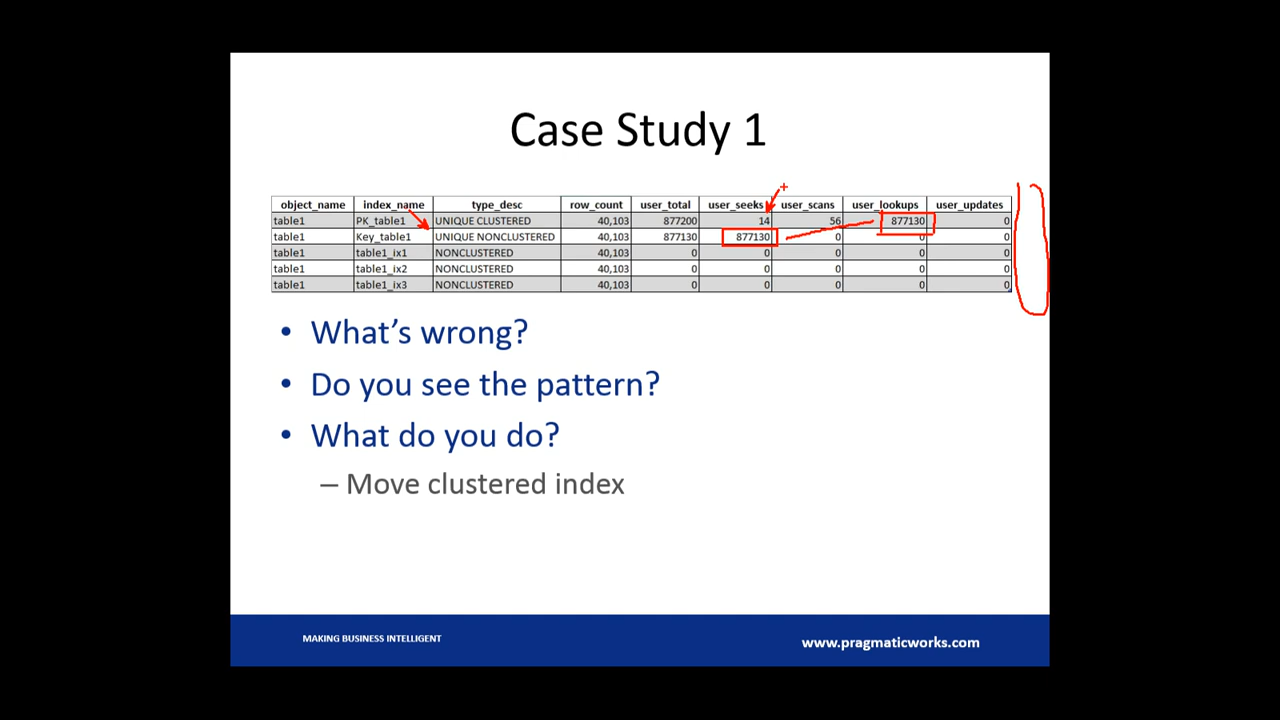 Case Study 1
object_name index_name type_desc row_count user_total user_seeks user_scans user_lookups user_updates
table1 PK_table1 UNIQUE CLUSTERED 40,103 877200 14 56 877130 0
table1 Key_table1 UNIQUE NONCLUSTERED 40,103 877130 877130 0 0 0
table1 table1_ix1 NONCLUSTERED 40,103 0 0 0 0 0
table1 table1_ix2 NONCLUSTERED 40,103 0 0 0 0 0
table1 table1_ix3 NONCLUSTERED 40,103 0 0 0 0 0
• What's wrong?
• Do you see the pattern?
• What do you do?
– Move clustered index
MAKING BUSINESS INTELLIGENT
www.pragmaticworks.com